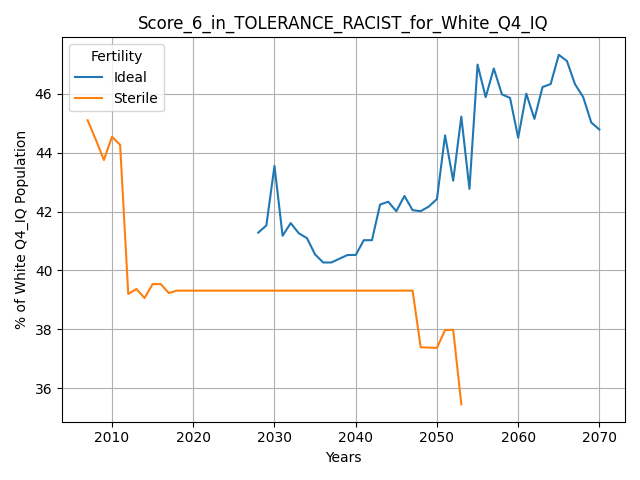 Score_6_in_TOLERANCE_RACIST_for_White_Q4_IQ
Fertility
Ideal
Sterile
% of White Q4_IQ Population
46
44
42
40
38
36
2010 2020 2030 2040 2050 2060 2070
Years